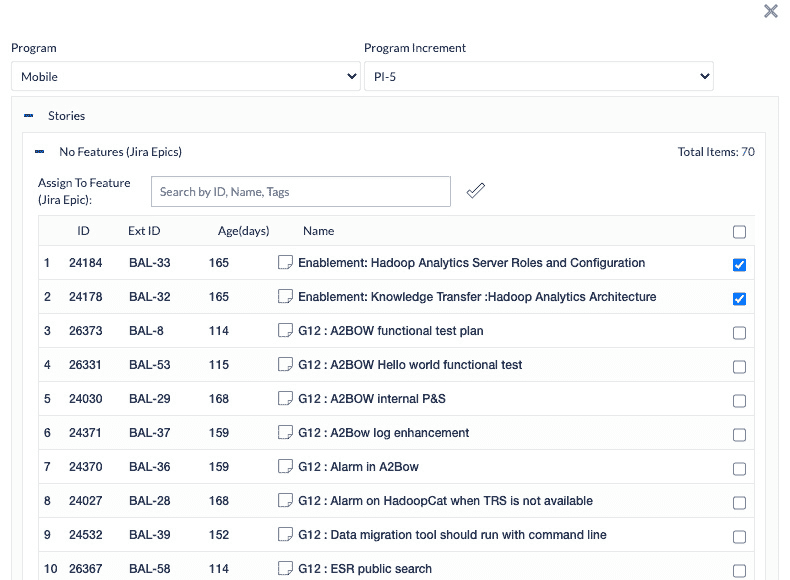 Program Program Increment
Mobile PI-5
Stories
No Features (Jira Epics) Total Items: 70
Assign To Feature
(Jira Epic): Search by ID, Name, Tags
ID Ext ID Age(days) Name
1 24184 BAL-33 165 Enablement: Hadoop Analytics Server Roles and Configuration
2 24178 BAL-32 165 Enablement: Knowledge Transfer :Hadoop Analytics Architecture
3 26373 BAL-8 114 G12 : A2BOW functional test plan
4 26331 BAL-53 115 G12 : A2BOW Hello world functional test
5 24030 BAL-29 168 G12 : A2BOW internal P&S
6 24371 BAL-37 159 G12 : A2Bow log enhancement
7 24370 BAL-36 159 G12 : Alarm in A2Bow
8 24027 BAL-28 168 G12 : Alarm on HadoopCat when TRS is not available
9 24532 BAL-39 152 G12 : Data migration tool should run with command line
10 26367 BAL-58 114 G12 : ESR public search